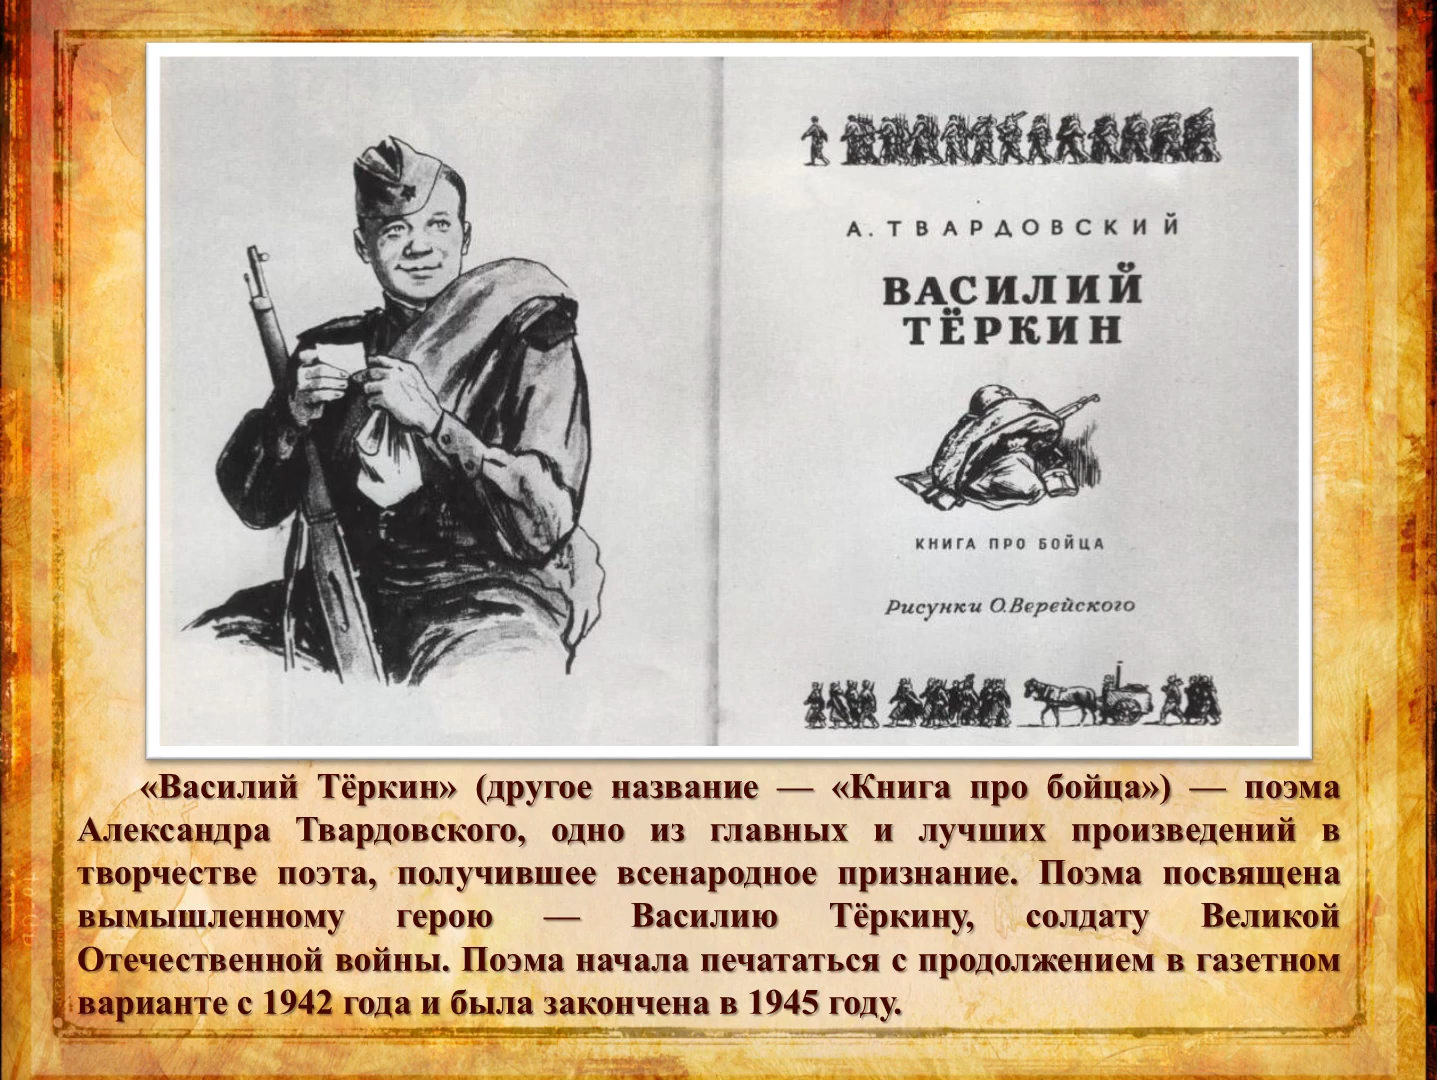 А. ТВАРДОВСКИЙ
ВАСИЛИЙ
ТЁРКИН
КНИГА ПРО БОЙЦА
Рисунки О.Верейского
«Василий Тёркин» (другое название — «Книга про бойца») — поэма
Александра Твардовского, одно из главных и лучших произведений в
творчестве поэта, получившее всенародное признание. Поэма посвящена
вымышленному герою — Василию Тёркину, солдату Великой
Отечественной войны. Поэма начала печататься с продолжением в газетном
варианте с 1942 года и была закончена в 1945 году.